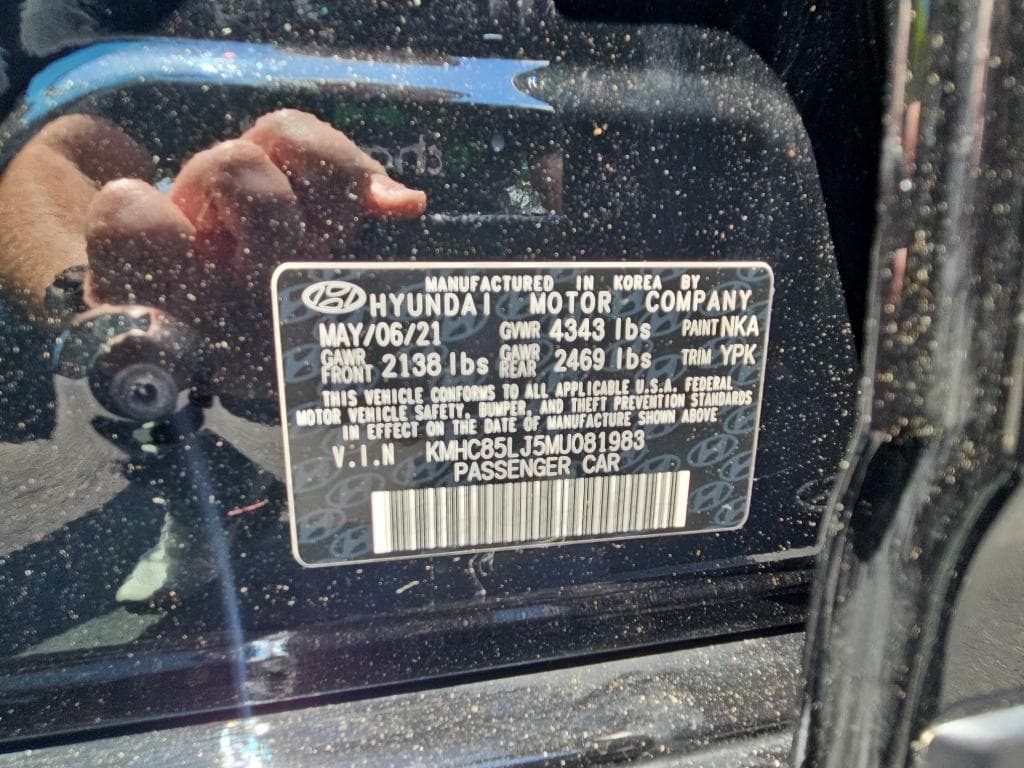 MANUFACTURED IN KOREA BY
HYUNDAI MOTOR COMPANY
MAY/06/21 GVWR 4343 lbs PAINT NKA
GAWR FRONT 2138 lbs GAWR REAR 2469 lbs TRIM YPK
THIS VEHICLE CONFORMS TO ALL APPLICABLE U.S.A. FEDERAL
MOTOR VEHICLE SAFETY, BUMPER, AND THEFT PREVENTION STANDARDS
IN EFFECT ON THE DATE OF MANUFACTURE SHOWN ABOVE
V.I.N KMHC85LJ5MU081983
PASSENGER CAR